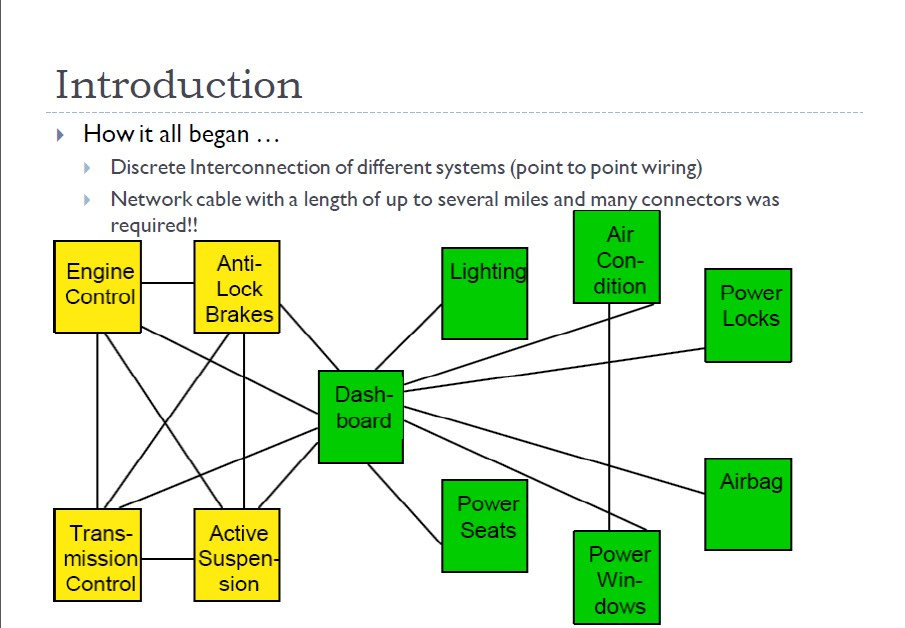 Introduction
How it all began …
Discrete Interconnection of different systems (point to point wiring)
Network cable with a length of up to several miles and many connectors was
required!!
Engine
Control
Anti-
Lock
Brakes
Lighting
Air
Con-
dition
Power
Locks
Dash-
board
Airbag
Power
Seats
Trans-
mission
Control
Active
Suspen-
sion
Power
Win-
dows